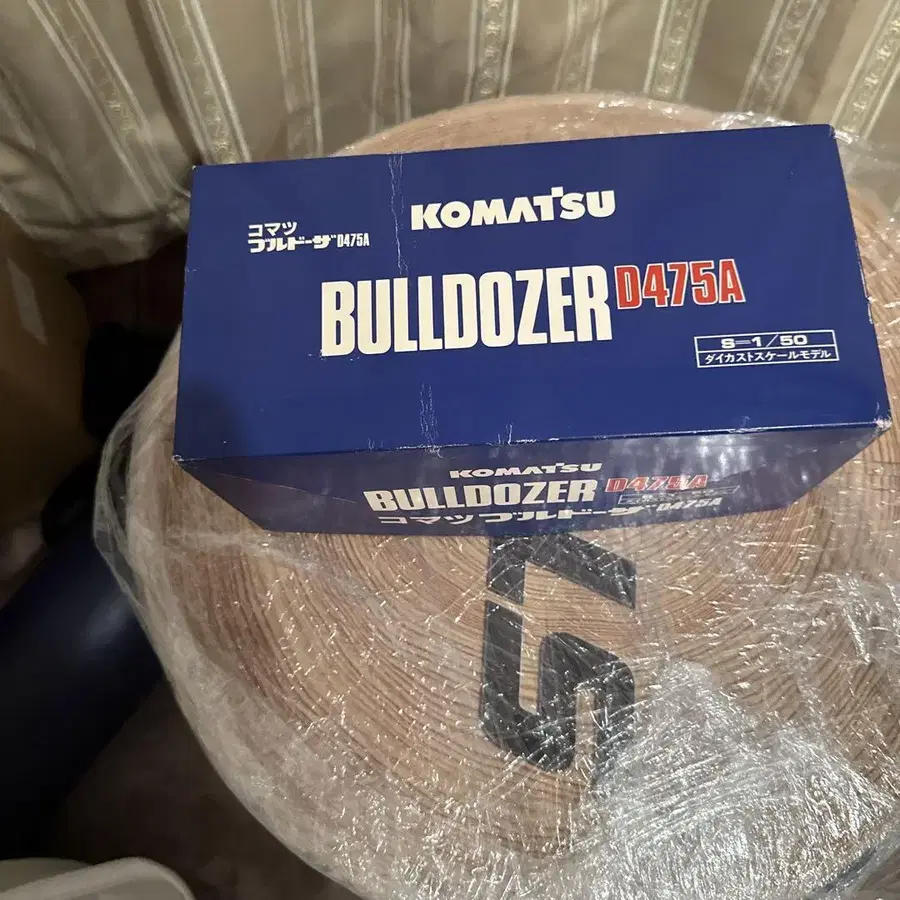 KOMATSU
コマツ
ブルドーザ D475A
BULLDOZER D475A
S=1/50
ダイカストスケールモデル
KOMATSU
BULLDOZER D475A
コマツ ブルドーザ D475A